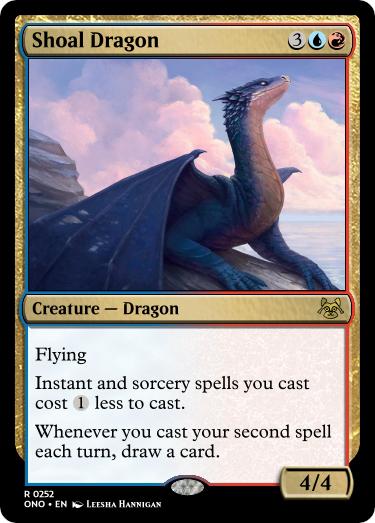 Shoal Dragon 3
Creature — Dragon
Flying
Instant and sorcery spells you cast
cost 1 less to cast.
Whenever you cast your second spell
each turn, draw a card.
4/4
R 0252
ONO • EN Leesha Hannigan